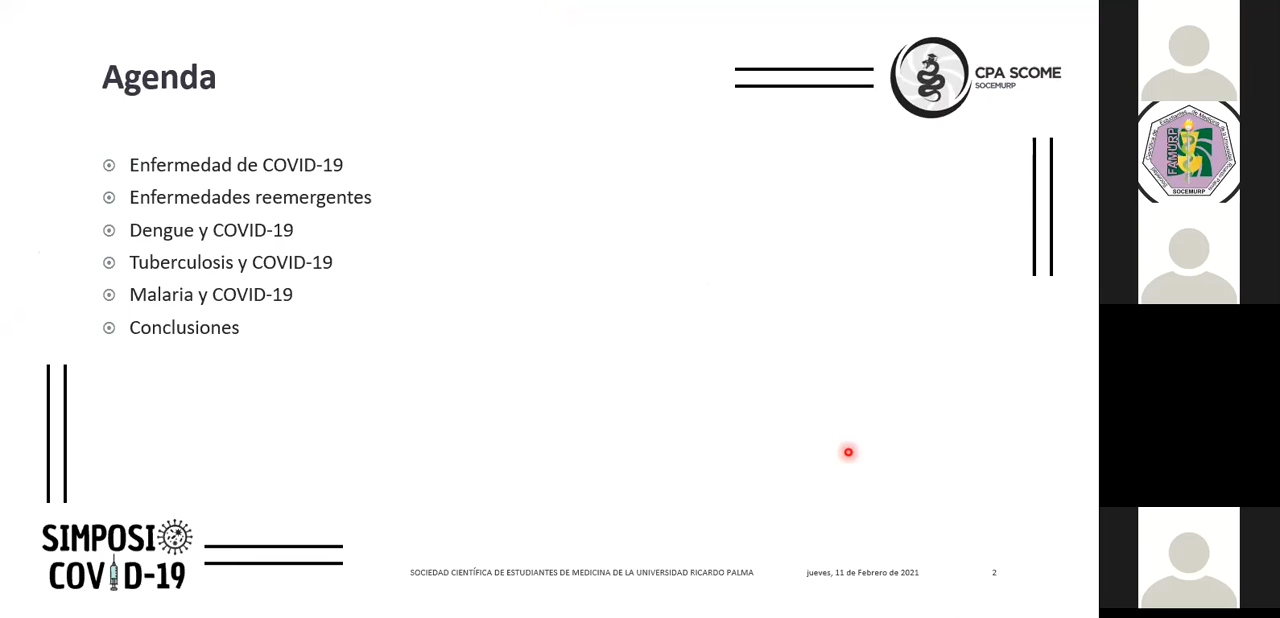 Agenda
CPA SCOME
SOCEMURP
Enfermedad de COVID-19
Enfermedades reemergentes
Dengue y COVID-19
Tuberculosis y COVID-19
Malaria y COVID-19
Conclusiones
SIMPOSI
COV D-19
SOCIEDAD CIENTÍFICA DE ESTUDIANTES DE MEDICINA DE LA UNIVERSIDAD RICARDO PALMA
jueves, 11 de Febrero de 2021
2
FAMURP
SOCEMURP